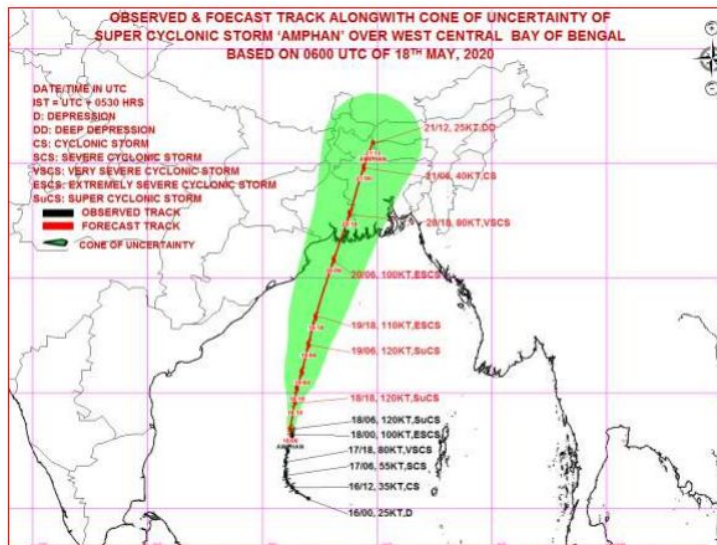 OBSERVED & FOECAST TRACK ALONGWITH CONE OF UNCERTAINTY OF
SUPER CYCLONIC STORM 'AMPHAN' OVER WEST CENTRAL BAY OF BENGAL
BASED ON 0600 UTC OF 18TH MAY, 2020
DATE/TIME IN UTC
IST = UTC + 0530 HRS
D: DEPRESSION
DD: DEEP DEPRESSION
CS: CYCLONIC STORM
SCS: SEVERE CYCLONIC STORM
VSCS: VERY SEVERE CYCLONIC STORM
ESCS: EXTREMELY SEVERE CYCLONIC STORM
SuCS: SUPER CYCLONIC STORM
OBSERVED TRACK
FORECAST TRACK
CONE OF UNCERTAINTY
21/12, 25KT,DD
AMPHAN
21/06, 40KT,CS
20/18, 80KT,VSCS
20/06, 100KT,ESCS
19/18, 110KT,ESCS
19/06, 120KT,SuCS
18/18, 120KT,SuCS
18/06, 120KT,SuCS
18/00, 100KT,ESCS
AMPHAN
17/18, 80KT,VSCS
17/06, 55KT,SCS
16/12, 35KT,CS
16/00, 25KT,D